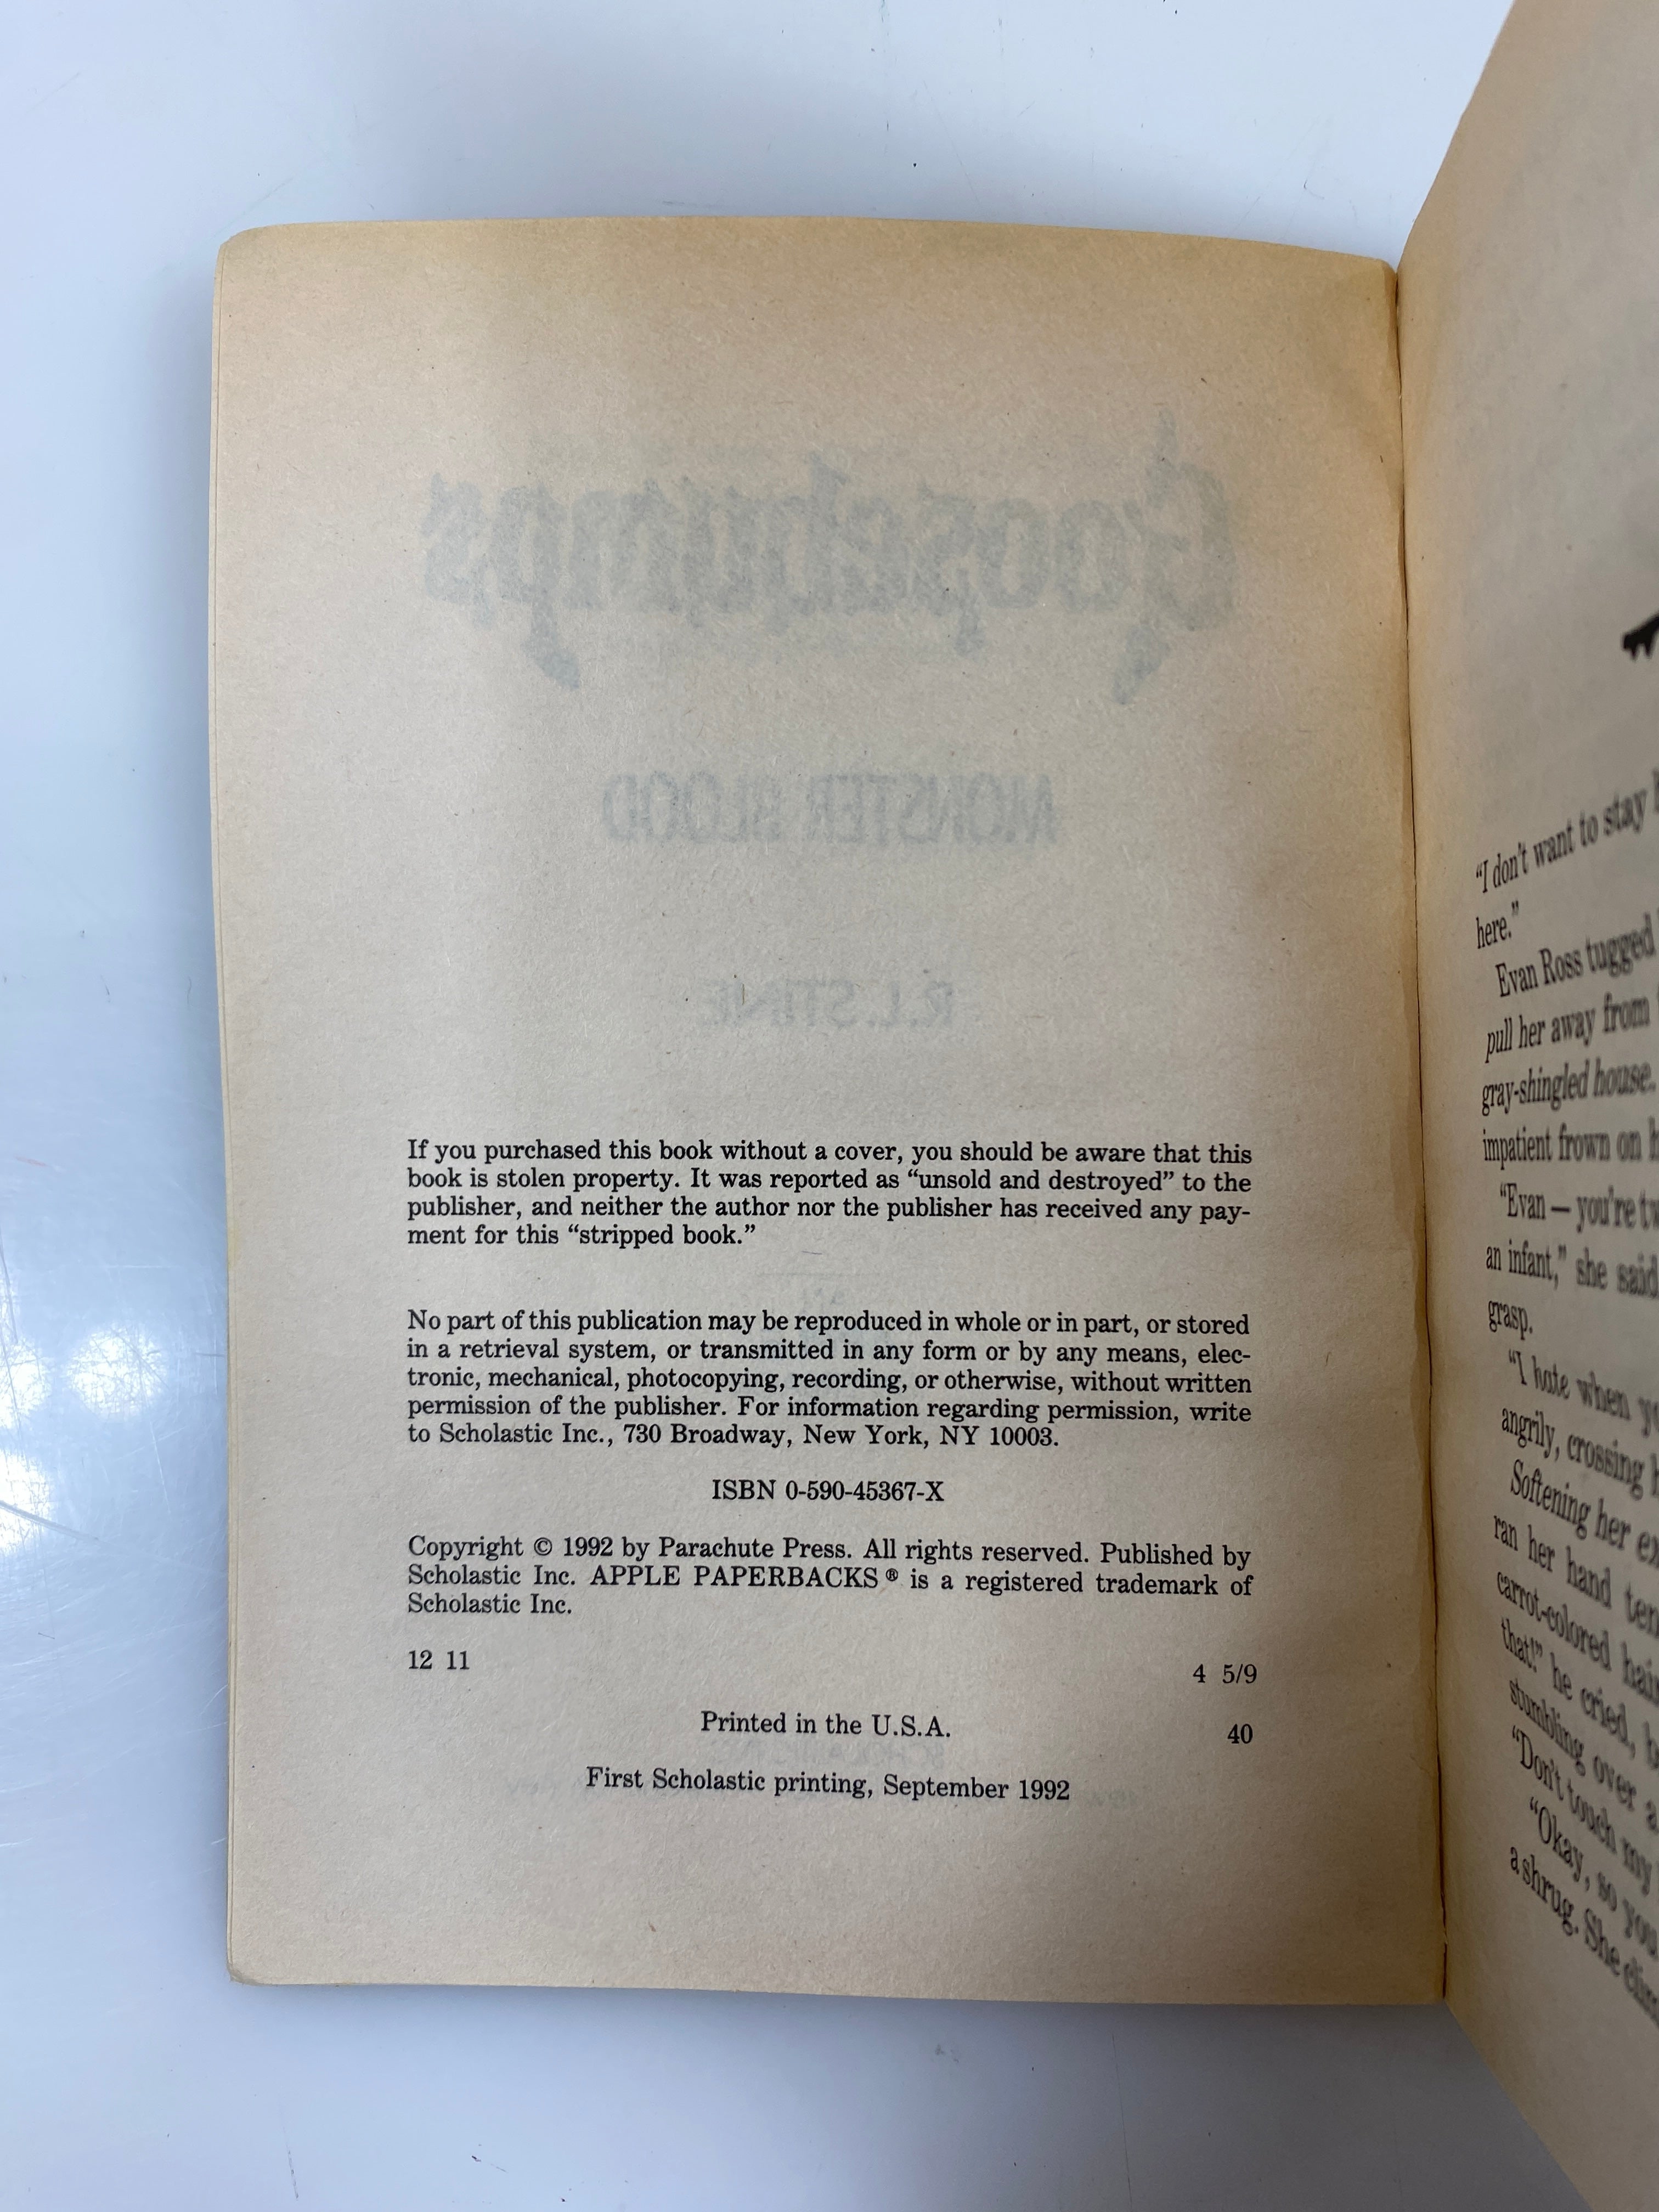 Goosebumps
MONSTER BLOOD
R.L. STINE
If you purchased this book without a cover, you should be aware that this
book is stolen property. It was reported as “unsold and destroyed” to the
publisher, and neither the author nor the publisher has received any pay-
ment for this “stripped book.”
No part of this publication may be reproduced in whole or in part, or stored
in a retrieval system, or transmitted in any form or by any means, elec-
tronic, mechanical, photocopying, recording, or otherwise, without written
permission of the publisher. For information regarding permission, write
to Scholastic Inc., 730 Broadway, New York, NY 10003.
ISBN 0-590-45367-X
Copyright © 1992 by Parachute Press. All rights reserved. Published by
Scholastic Inc. APPLE PAPERBACKS ® is a registered trademark of
Scholastic Inc.
12 11 4 5/9
Printed in the U.S.A. 40
First Scholastic printing, September 1992
“I don’t want to stay
here.”
Evan Ross tugged
pull her away from
gray-shingled house.
impatient frown on
“Evan — you’re
an infant,” she said
grasp.
“I hate when
angrily, crossing
Softening her
ran her hand
carrot-colored hair
that!” he cried,
stumbling over a
“Don’t touch my
“Okay, so you
a shrug. She